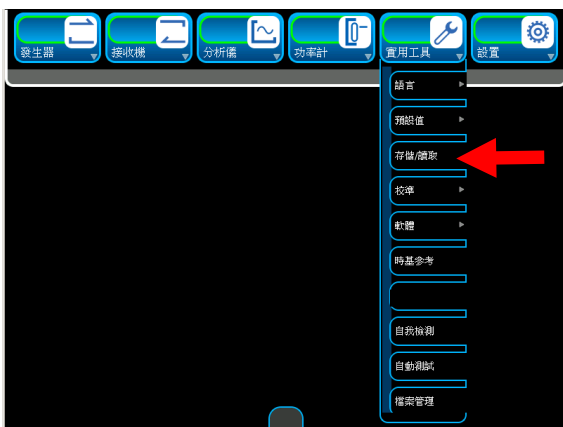 發生器
接收機
分析儀
功率計
實用工具
設置
語言
預設值
存儲/讀取
校準
軟體
時基參考
自我檢測
自動測試
檔案管理